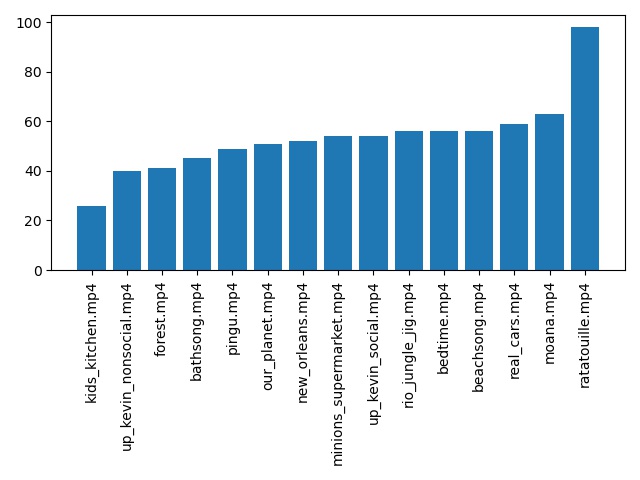 100
80
60
40
20
0
kids_kitchen.mp4
up_kevin_nonsocial.mp4
forest.mp4
bathsong.mp4
pingu.mp4
our_planet.mp4
new_orleans.mp4
minions_supermarket.mp4
up_kevin_social.mp4
rio_jungle_jig.mp4
bedtime.mp4
beachsong.mp4
real_cars.mp4
moana.mp4
ratatouille.mp4